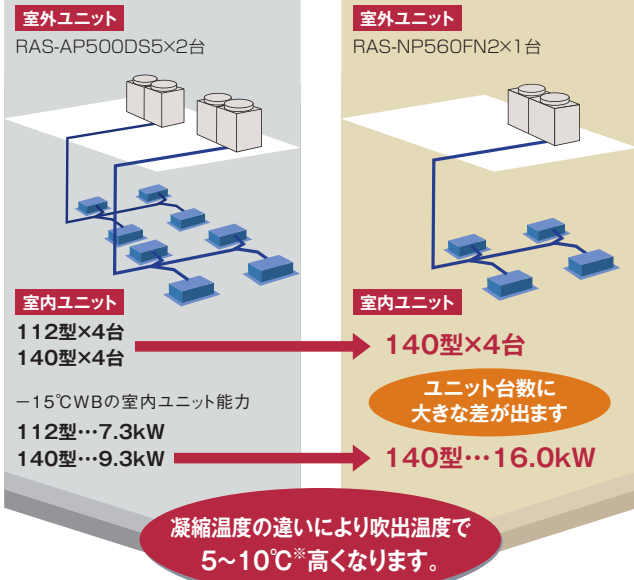 室外ユニット
RAS-AP500DS5×2台
室内ユニット
112型×4台
140型×4台
−15℃WBの室内ユニット能力
112型…7.3kW
140型…9.3kW
室外ユニット
RAS-NP560FN2×1台
室内ユニット
140型×4台
ユニット台数に
大きな差が出ます
140型…16.0kW
凝縮温度の違いにより吹出温度で
5〜10℃※高くなります。